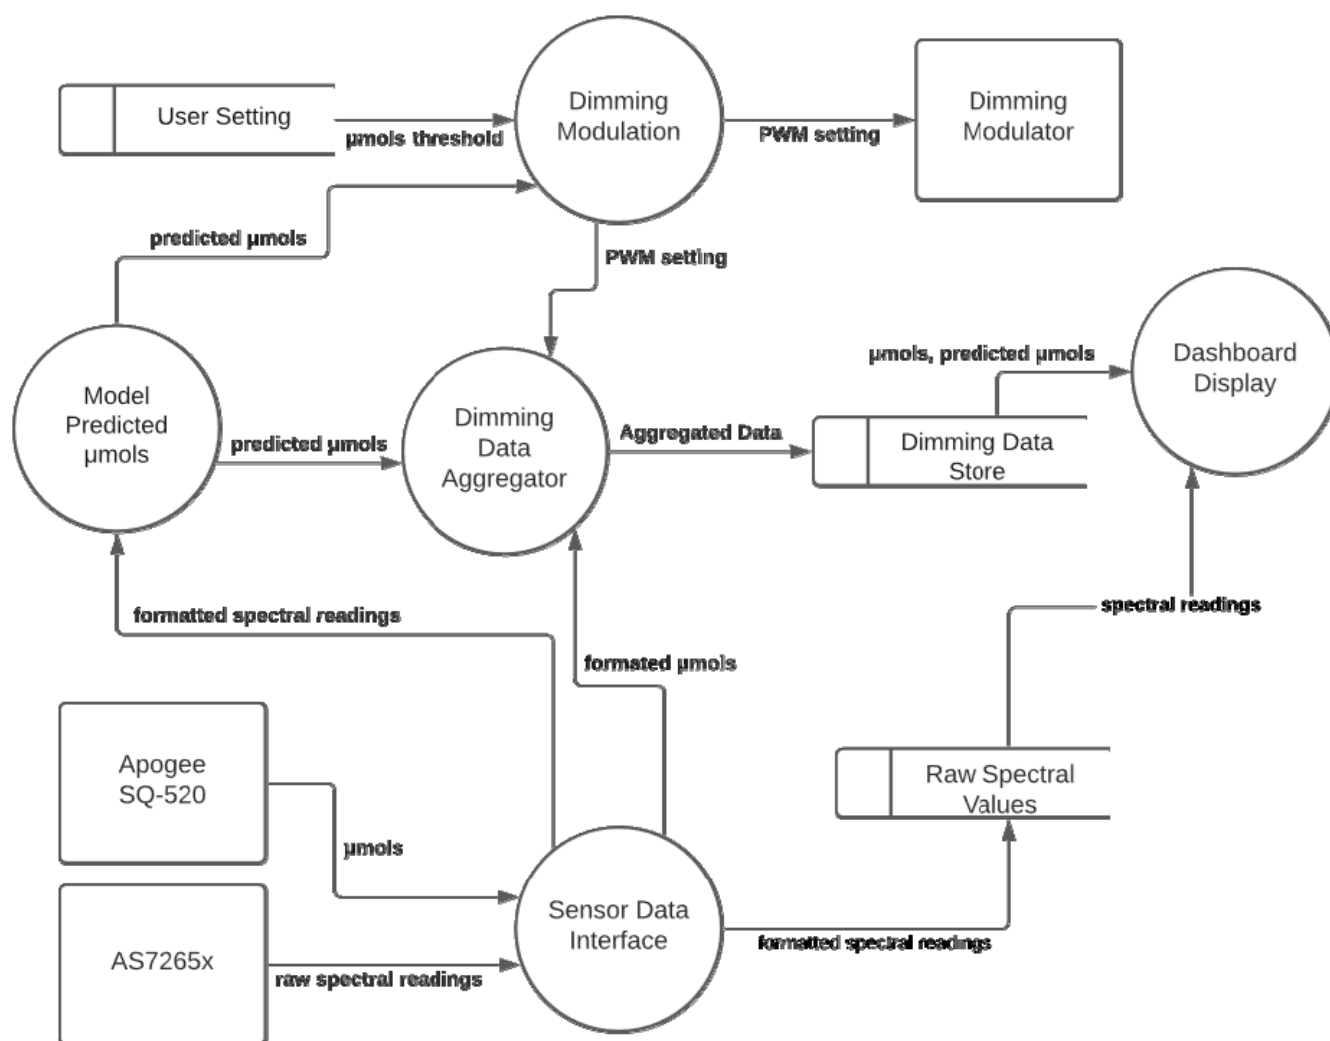 User Setting
µmols threshold
Dimming
Modulation
PWM setting
Dimming
Modulator
predicted µmols
PWM setting
Model
Predicted
µmols
predicted µmols
Dimming
Data
Aggregator
Aggregated Data
Dimming Data
Store
µmols, predicted µmols
Dashboard
Display
formatted spectral readings
formated µmols
spectral readings
Apogee
SQ-520
µmols
AS7265x
raw spectral readings
Sensor Data
Interface
formatted spectral readings
Raw Spectral
Values